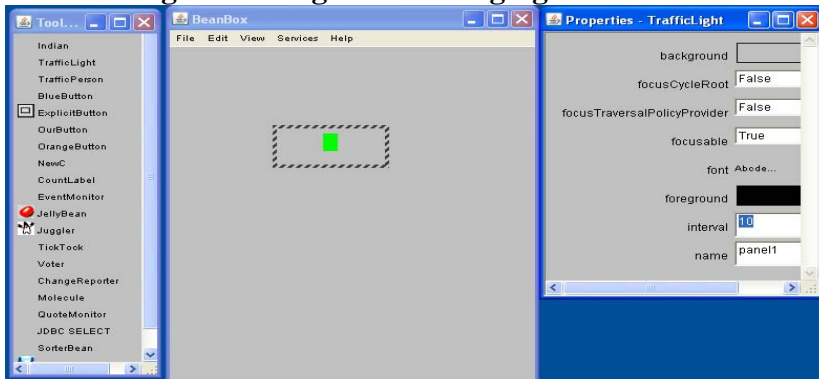 Tool...
Indian
TrafficLight
TrafficPerson
BlueButton
ExplicitButton
OurButton
OrangeButton
NewC
CountLabel
EventMonitor
JellyBean
Juggler
TickTock
Voter
ChangeReporter
Molecule
QuoteMonitor
JDBC SELECT
SorterBean
BeanBox
File Edit View Services Help
Properties - TrafficLight
background
focusCycleRoot False
focusTraversalPolicyProvider False
focusable True
font Abcde...
foreground
interval 10
name panel1